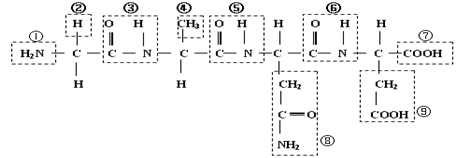 ① ② ③ ④ ⑤ ⑥ ⑦
H O H CH₃ O H H O H H
H₂N — C — C — N — C — C — N — C — C — N — C — COOH
H H CH₂ CH₂
C = O COOH ⑨
NH₂ ⑧